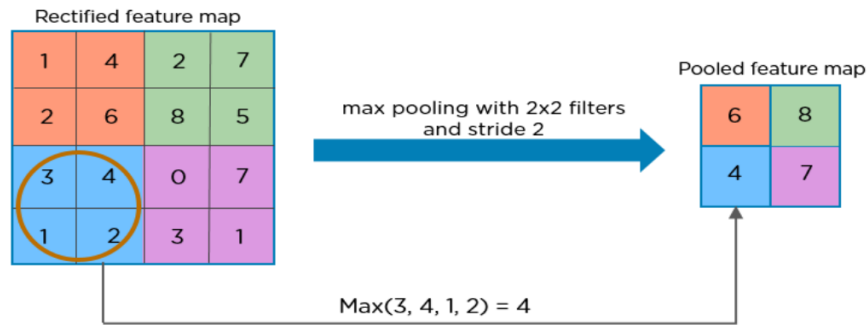 Rectified feature map
1 4 2 7
2 6 8 5
3 4 0 7
1 2 3 1
max pooling with 2x2 filters
and stride 2
Pooled feature map
6 8
4 7
Max(3, 4, 1, 2) = 4